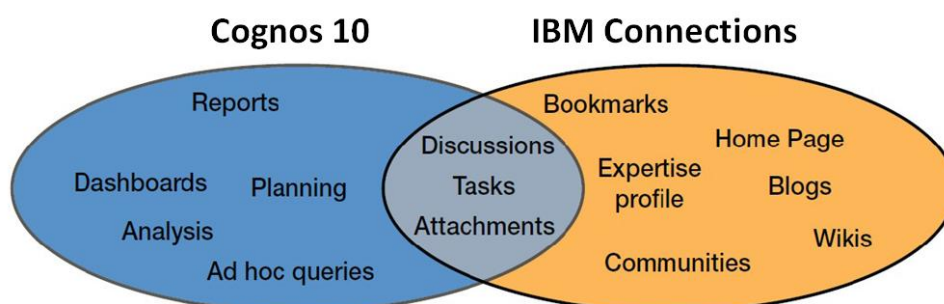 Cognos 10
IBM Connections
Reports
Dashboards
Planning
Analysis
Ad hoc queries
Discussions
Tasks
Attachments
Bookmarks
Home Page
Expertise
profile
Blogs
Wikis
Communities